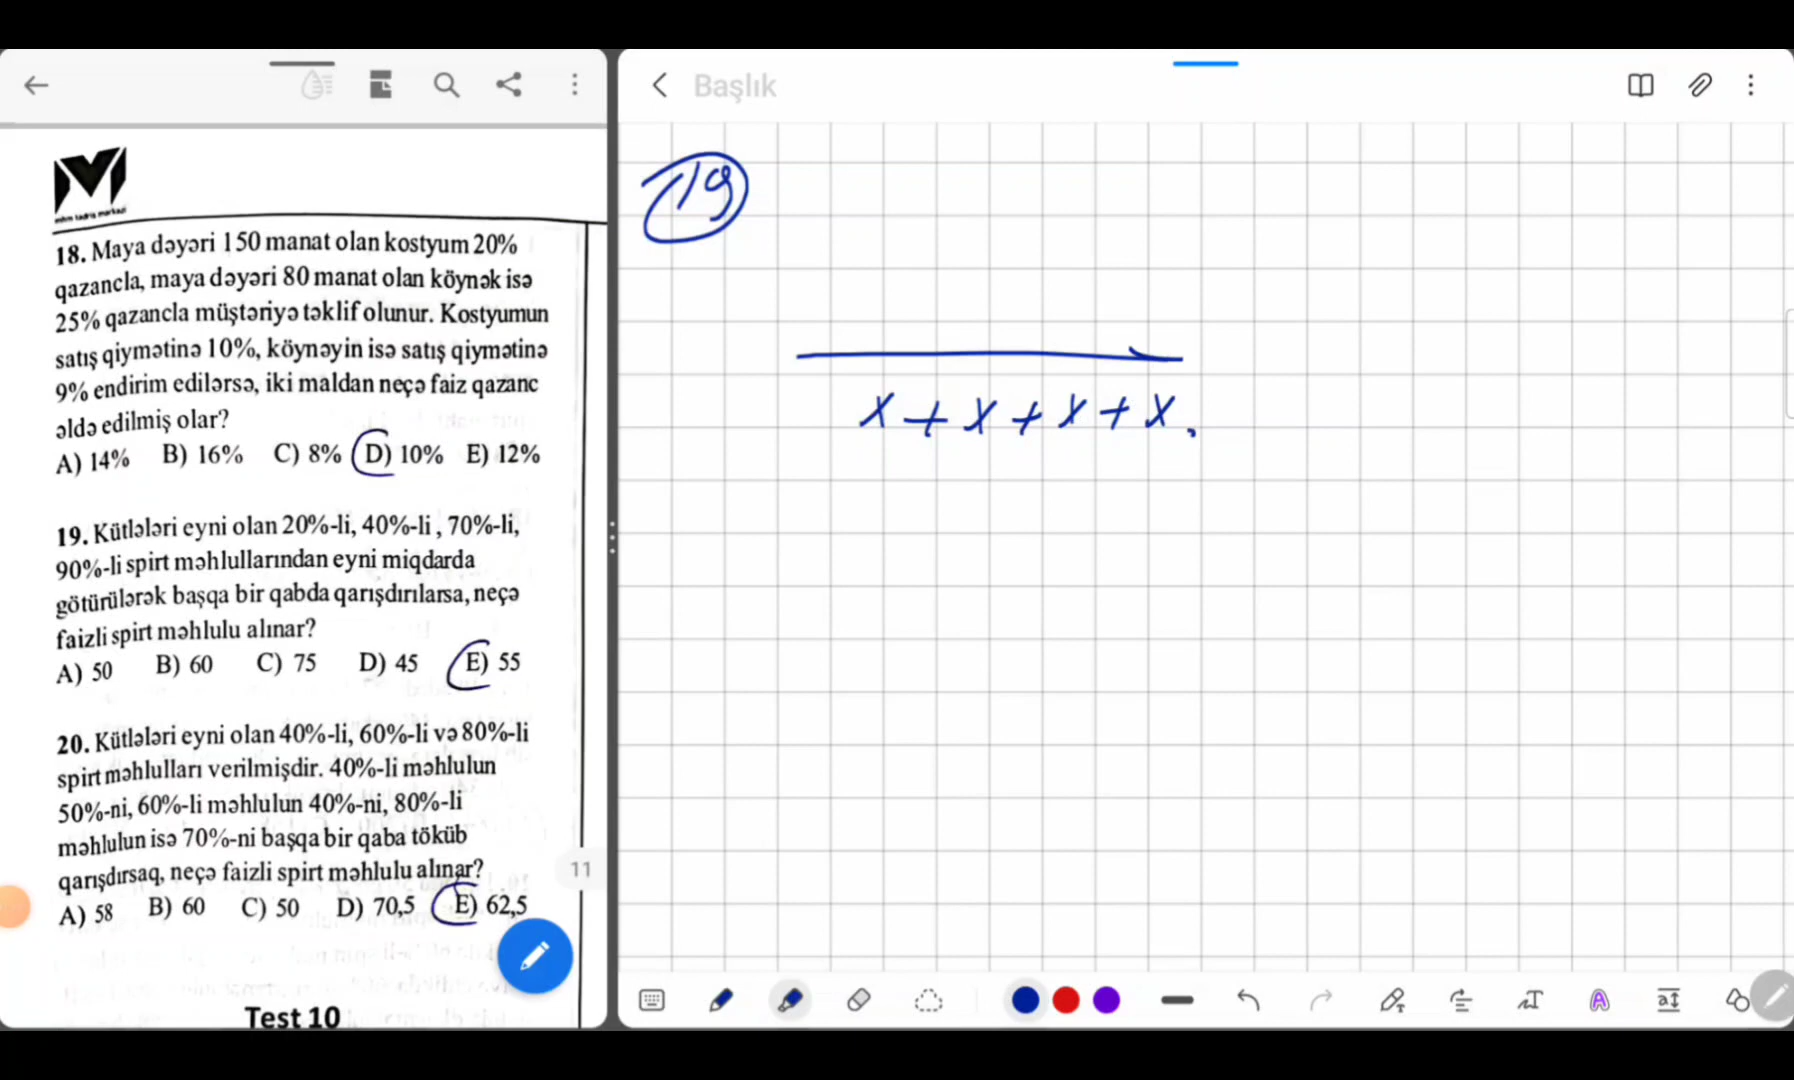 Başlık
18. Maya dəyəri 150 manat olan kostyum 20%
qazancla, maya dəyəri 80 manat olan köynək isə
25% qazancla müştəriyə təklif olunur. Kostyumun
satış qiymətinə 10%, köynəyin isə satış qiymətinə
9% endirim edilərsə, iki maldan neçə faiz qazanc
əldə edilmiş olar?
A) 14% B) 16% C) 8% D) 10% E) 12%
19. Kütlələri eyni olan 20%-li, 40%-li , 70%-li,
90%-li spirt məhlullarından eyni miqdarda
götürülərək başqa bir qabda qarışdırılarsa, neçə
faizli spirt məhlulu alınar?
A) 50 B) 60 C) 75 D) 45 E) 55
20. Kütlələri eyni olan 40%-li, 60%-li və 80%-li
spirt məhlulları verilmişdir. 40%-li məhlulun
50%-ni, 60%-li məhlulun 40%-ni, 80%-li
məhlulun isə 70%-ni başqa bir qaba töküb
qarışdırsaq, neçə faizli spirt məhlulu alınar?
A) 58 B) 60 C) 50 D) 70,5 E) 62,5
11
Test 10
19
x + x + x + x,